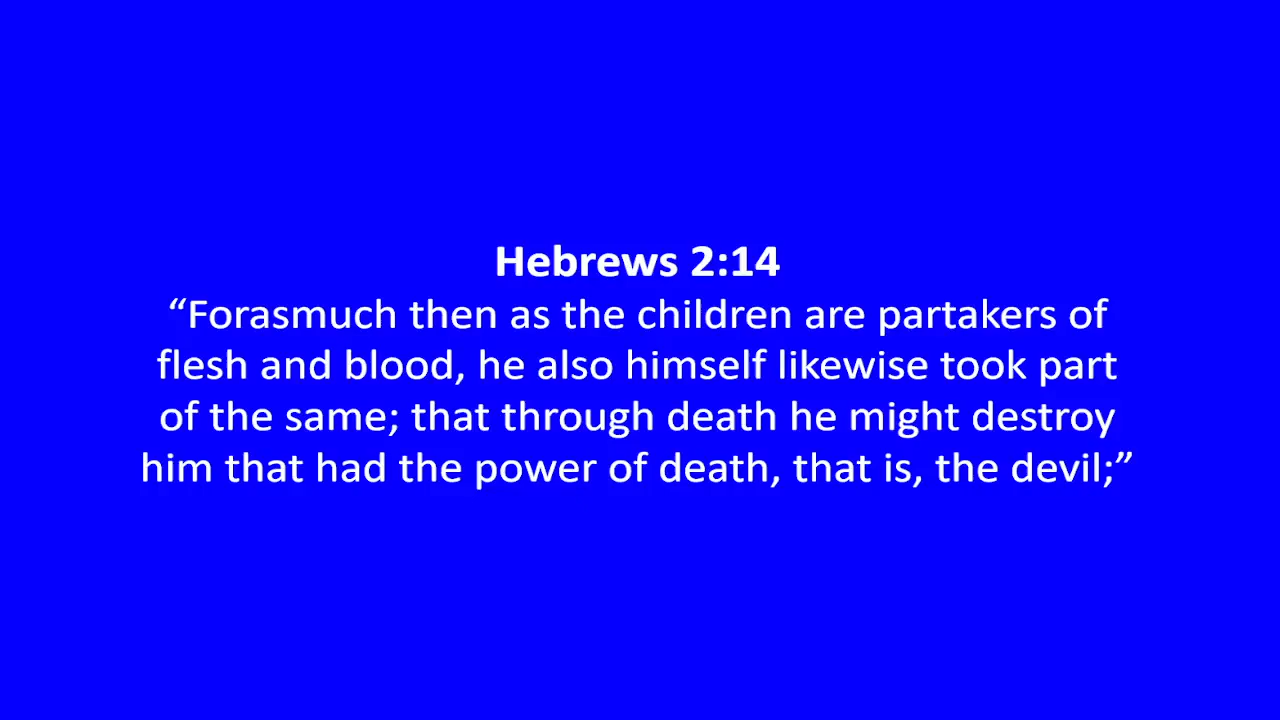 Hebrews 2:14
“Forasmuch then as the children are partakers of
flesh and blood, he also himself likewise took part
of the same; that through death he might destroy
him that had the power of death, that is, the devil;”